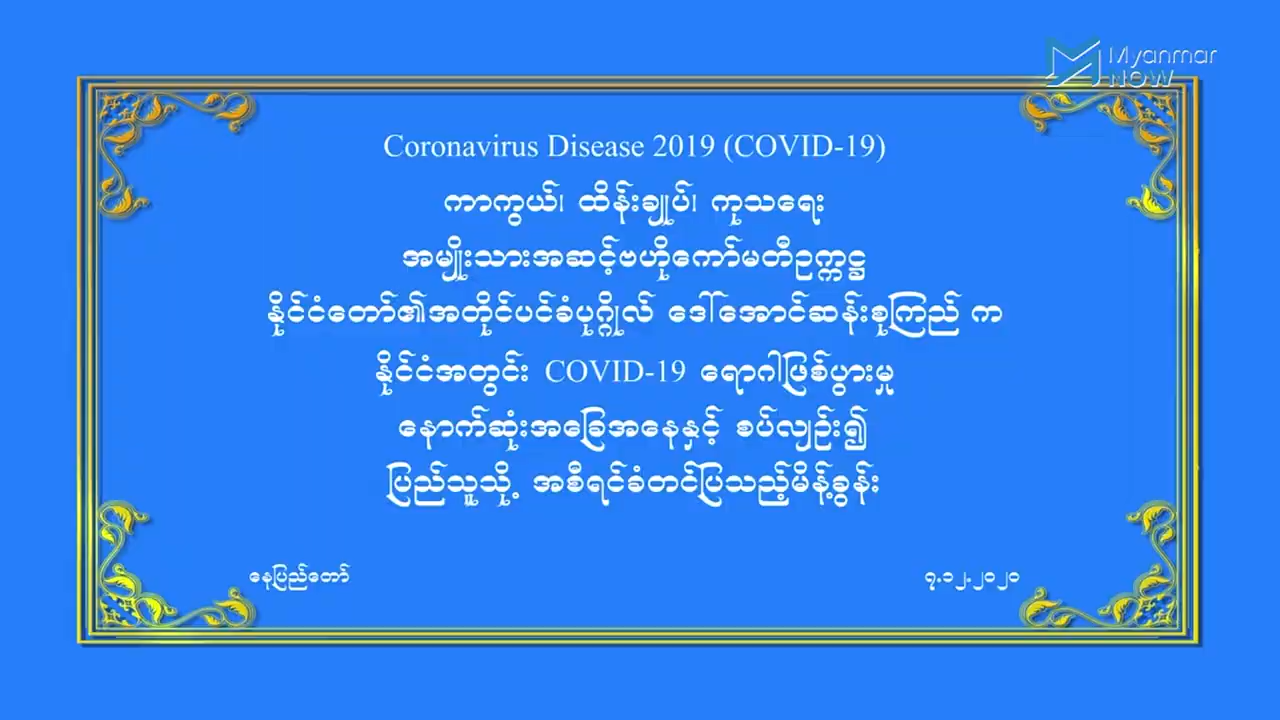 Myanmar
NOW
Coronavirus Disease 2019 (COVID-19)
ကာကွယ်၊ ထိန်းချုပ်၊ ကုသရေး
အမျိုးသားအဆင့်ဗဟိုကော်မတီဥက္ကဋ္ဌ
နိုင်ငံတော်၏အတိုင်ပင်ခံပုဂ္ဂိုလ် ဒေါ်အောင်ဆန်းစုကြည် က
နိုင်ငံအတွင်း COVID-19 ရောဂါဖြစ်ပွားမှု
နောက်ဆုံးအခြေအနေနှင့် စပ်လျဉ်း၍
ပြည်သူသို့ အစီရင်ခံတင်ပြသည့်မိန့်ခွန်း
နေပြည်တော်
၇.၁၂.၂၀၂၀